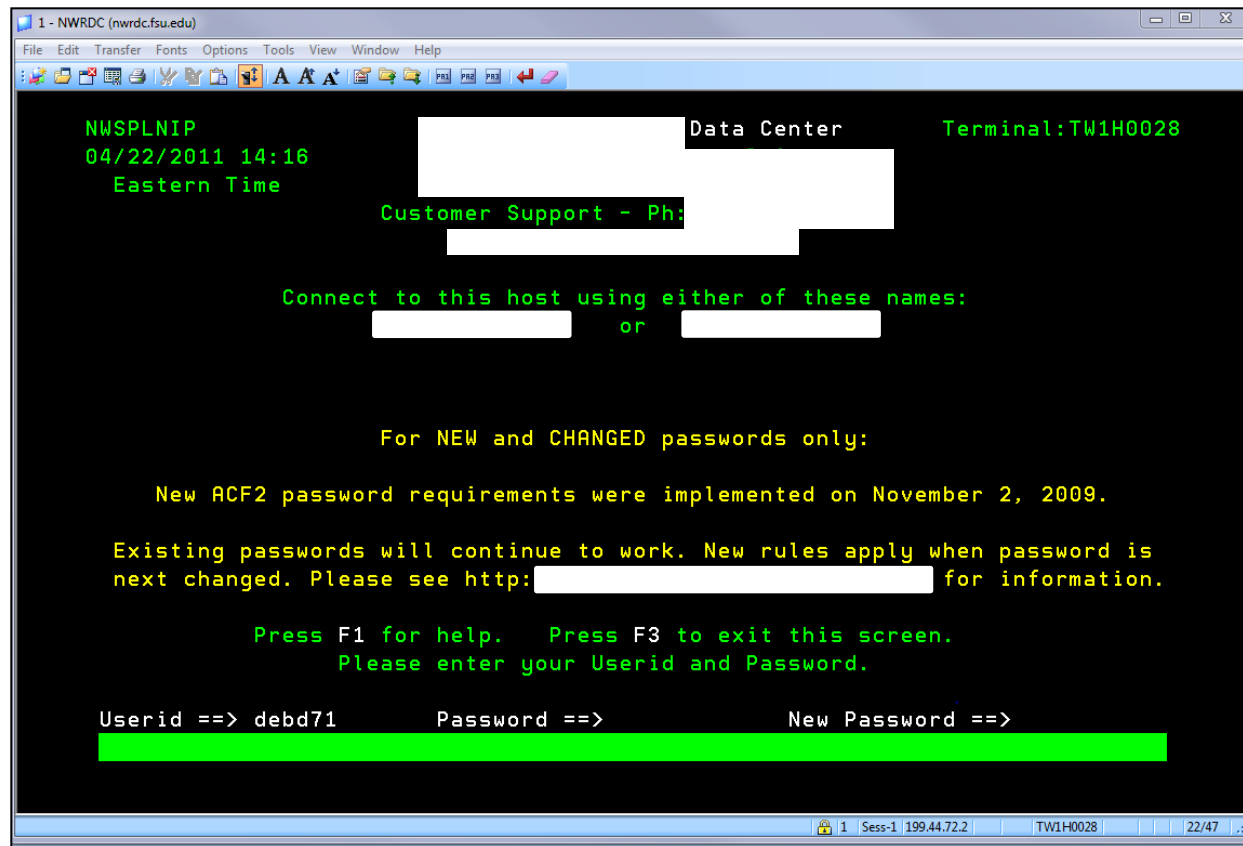 1 - NWRDC (nwrdc.fsu.edu)
File Edit Transfer Fonts Options Tools View Window Help
PA1 PA2 PA3
NWSPLNIP Data Center Terminal:TW1H0028
04/22/2011 14:16
Eastern Time
Customer Support - Ph:
Connect to this host using either of these names:
or
For NEW and CHANGED passwords only:
New ACF2 password requirements were implemented on November 2, 2009.
Existing passwords will continue to work. New rules apply when password is
next changed. Please see http: for information.
Press F1 for help. Press F3 to exit this screen.
Please enter your Userid and Password.
Userid ==> debd71 Password ==> New Password ==>
1 Sess-1 199.44.72.2 TW1H0028 22/47